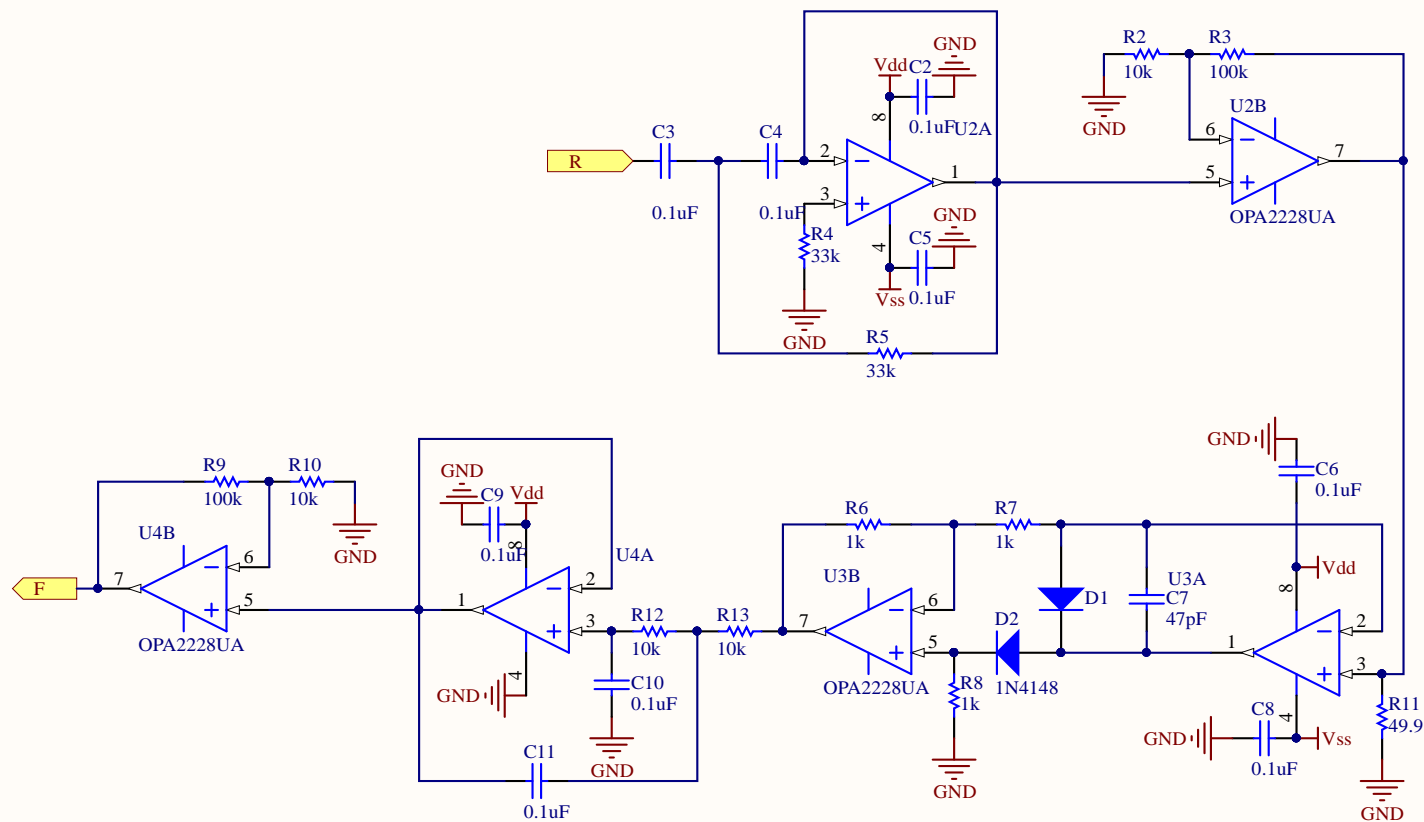 GND
R2
R3
Vdd
C2
10k
100k
8
0.1uF
U2A
GND
U2B
C3
C4
6
R
2
1
7
3
5
0.1uF
0.1uF
GND
OPA2228UA
R4
33k
4
C5
Vss
0.1uF
GND
R5
33k
GND
R9
R10
GND
C6
0.1uF
100k
10k
C9
Vdd
R6
R7
U4B
GND
0.1uF
8
U4A
1k
1k
6
U3B
D1
U3A
Vdd
F
7
2
C7
8
5
1
6
47pF
2
OPA2228UA
3
R12
R13
7
D2
1
10k
10k
5
3
GND
4
C10
0.1uF
OPA2228UA
R8
1k
1N4148
R11
49.9
C8
4
GND
Vss
C11
GND
0.1uF
0.1uF
GND
GND